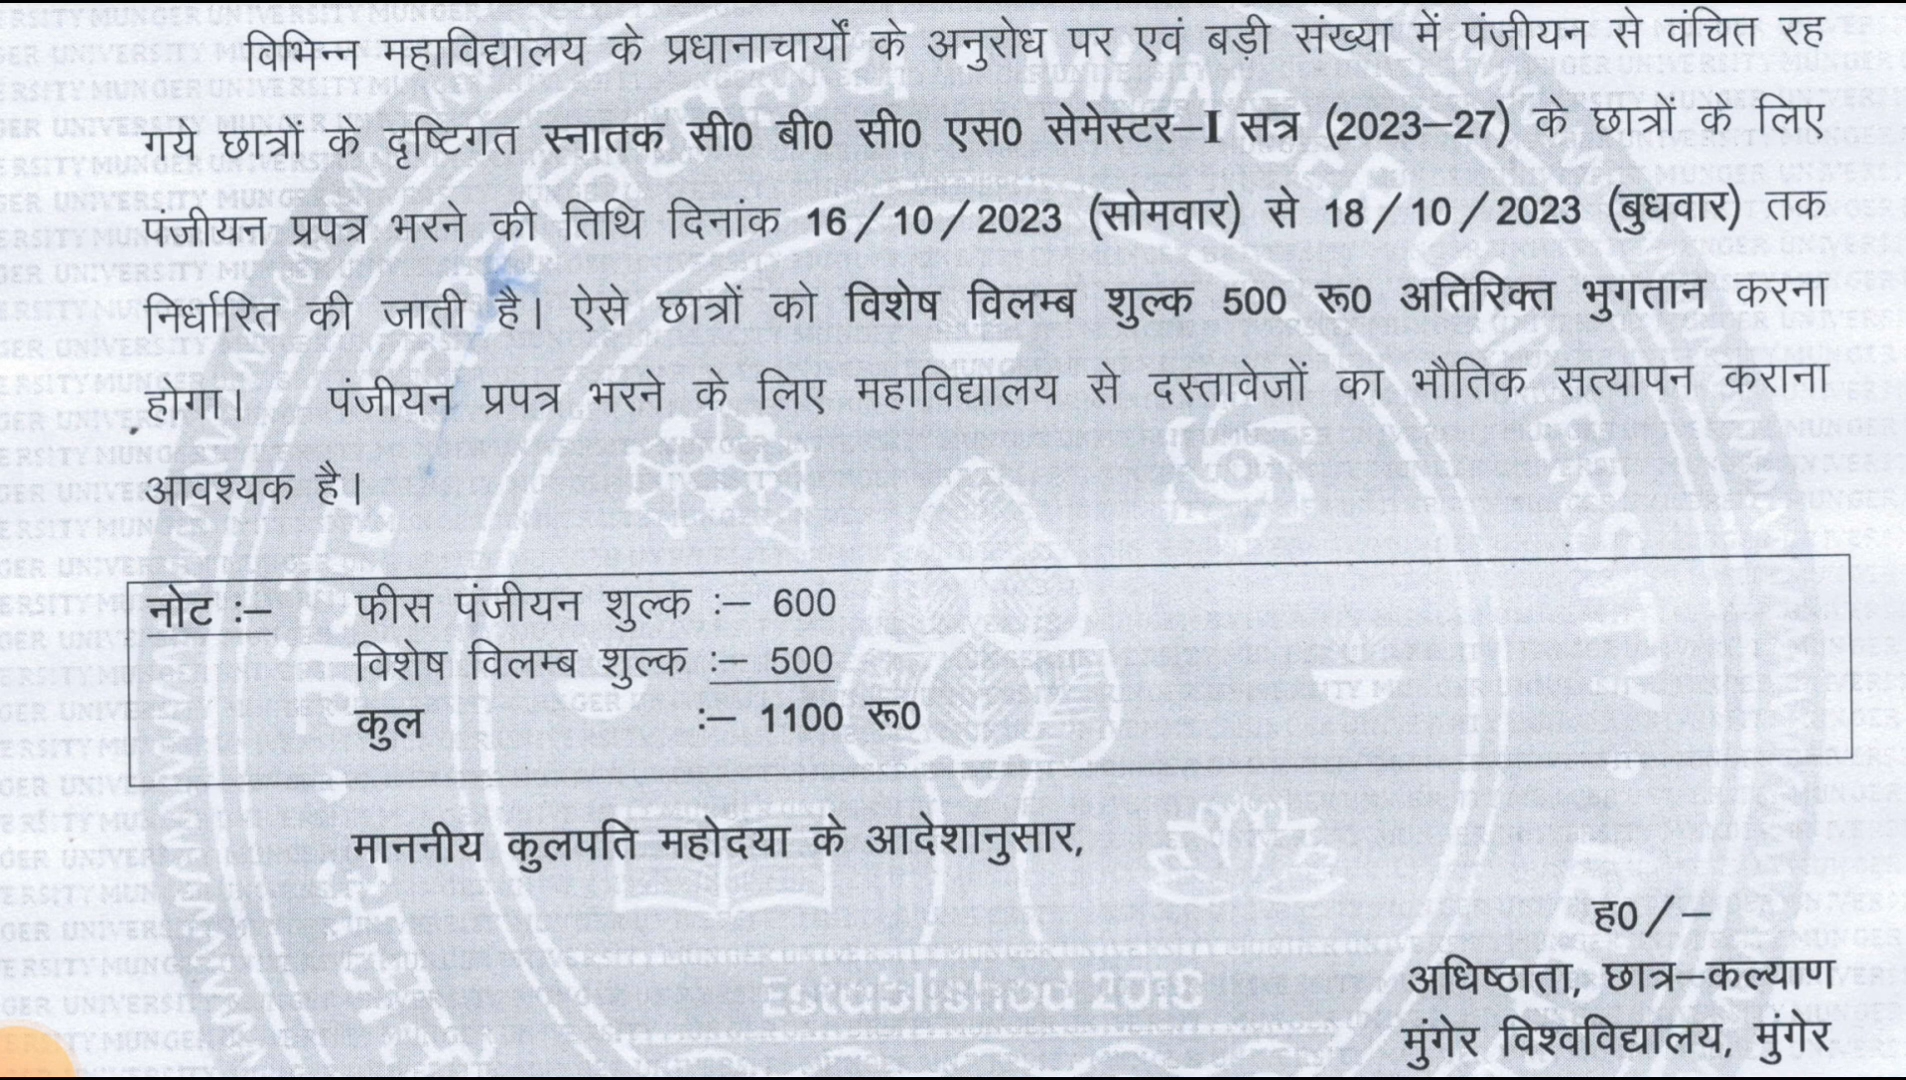 विभिन्न महाविद्यालय के प्रधानाचार्यों के अनुरोध पर एवं बड़ी संख्या में पंजीयन से वंचित रह
गये छात्रों के दृष्टिगत स्नातक सी0 बी0 सी0 एस0 सेमेस्टर–I सत्र (2023–27) के छात्रों के लिए
पंजीयन प्रपत्र भरने की तिथि दिनांक 16/10/2023 (सोमवार) से 18/10/2023 (बुधवार) तक
निर्धारित की जाती है। ऐसे छात्रों को विशेष विलम्ब शुल्क 500 रू0 अतिरिक्त भुगतान करना
होगा। पंजीयन प्रपत्र भरने के लिए महाविद्यालय से दस्तावेजों का भौतिक सत्यापन कराना
आवश्यक है।
नोट :– फीस पंजीयन शुल्क :– 600
विशेष विलम्ब शुल्क :– 500
कुल :– 1100 रू0
माननीय कुलपति महोदया के आदेशानुसार,
ह0/–
अधिष्ठाता, छात्र–कल्याण
मुंगेर विश्वविद्यालय, मुंगेर
Established 2018